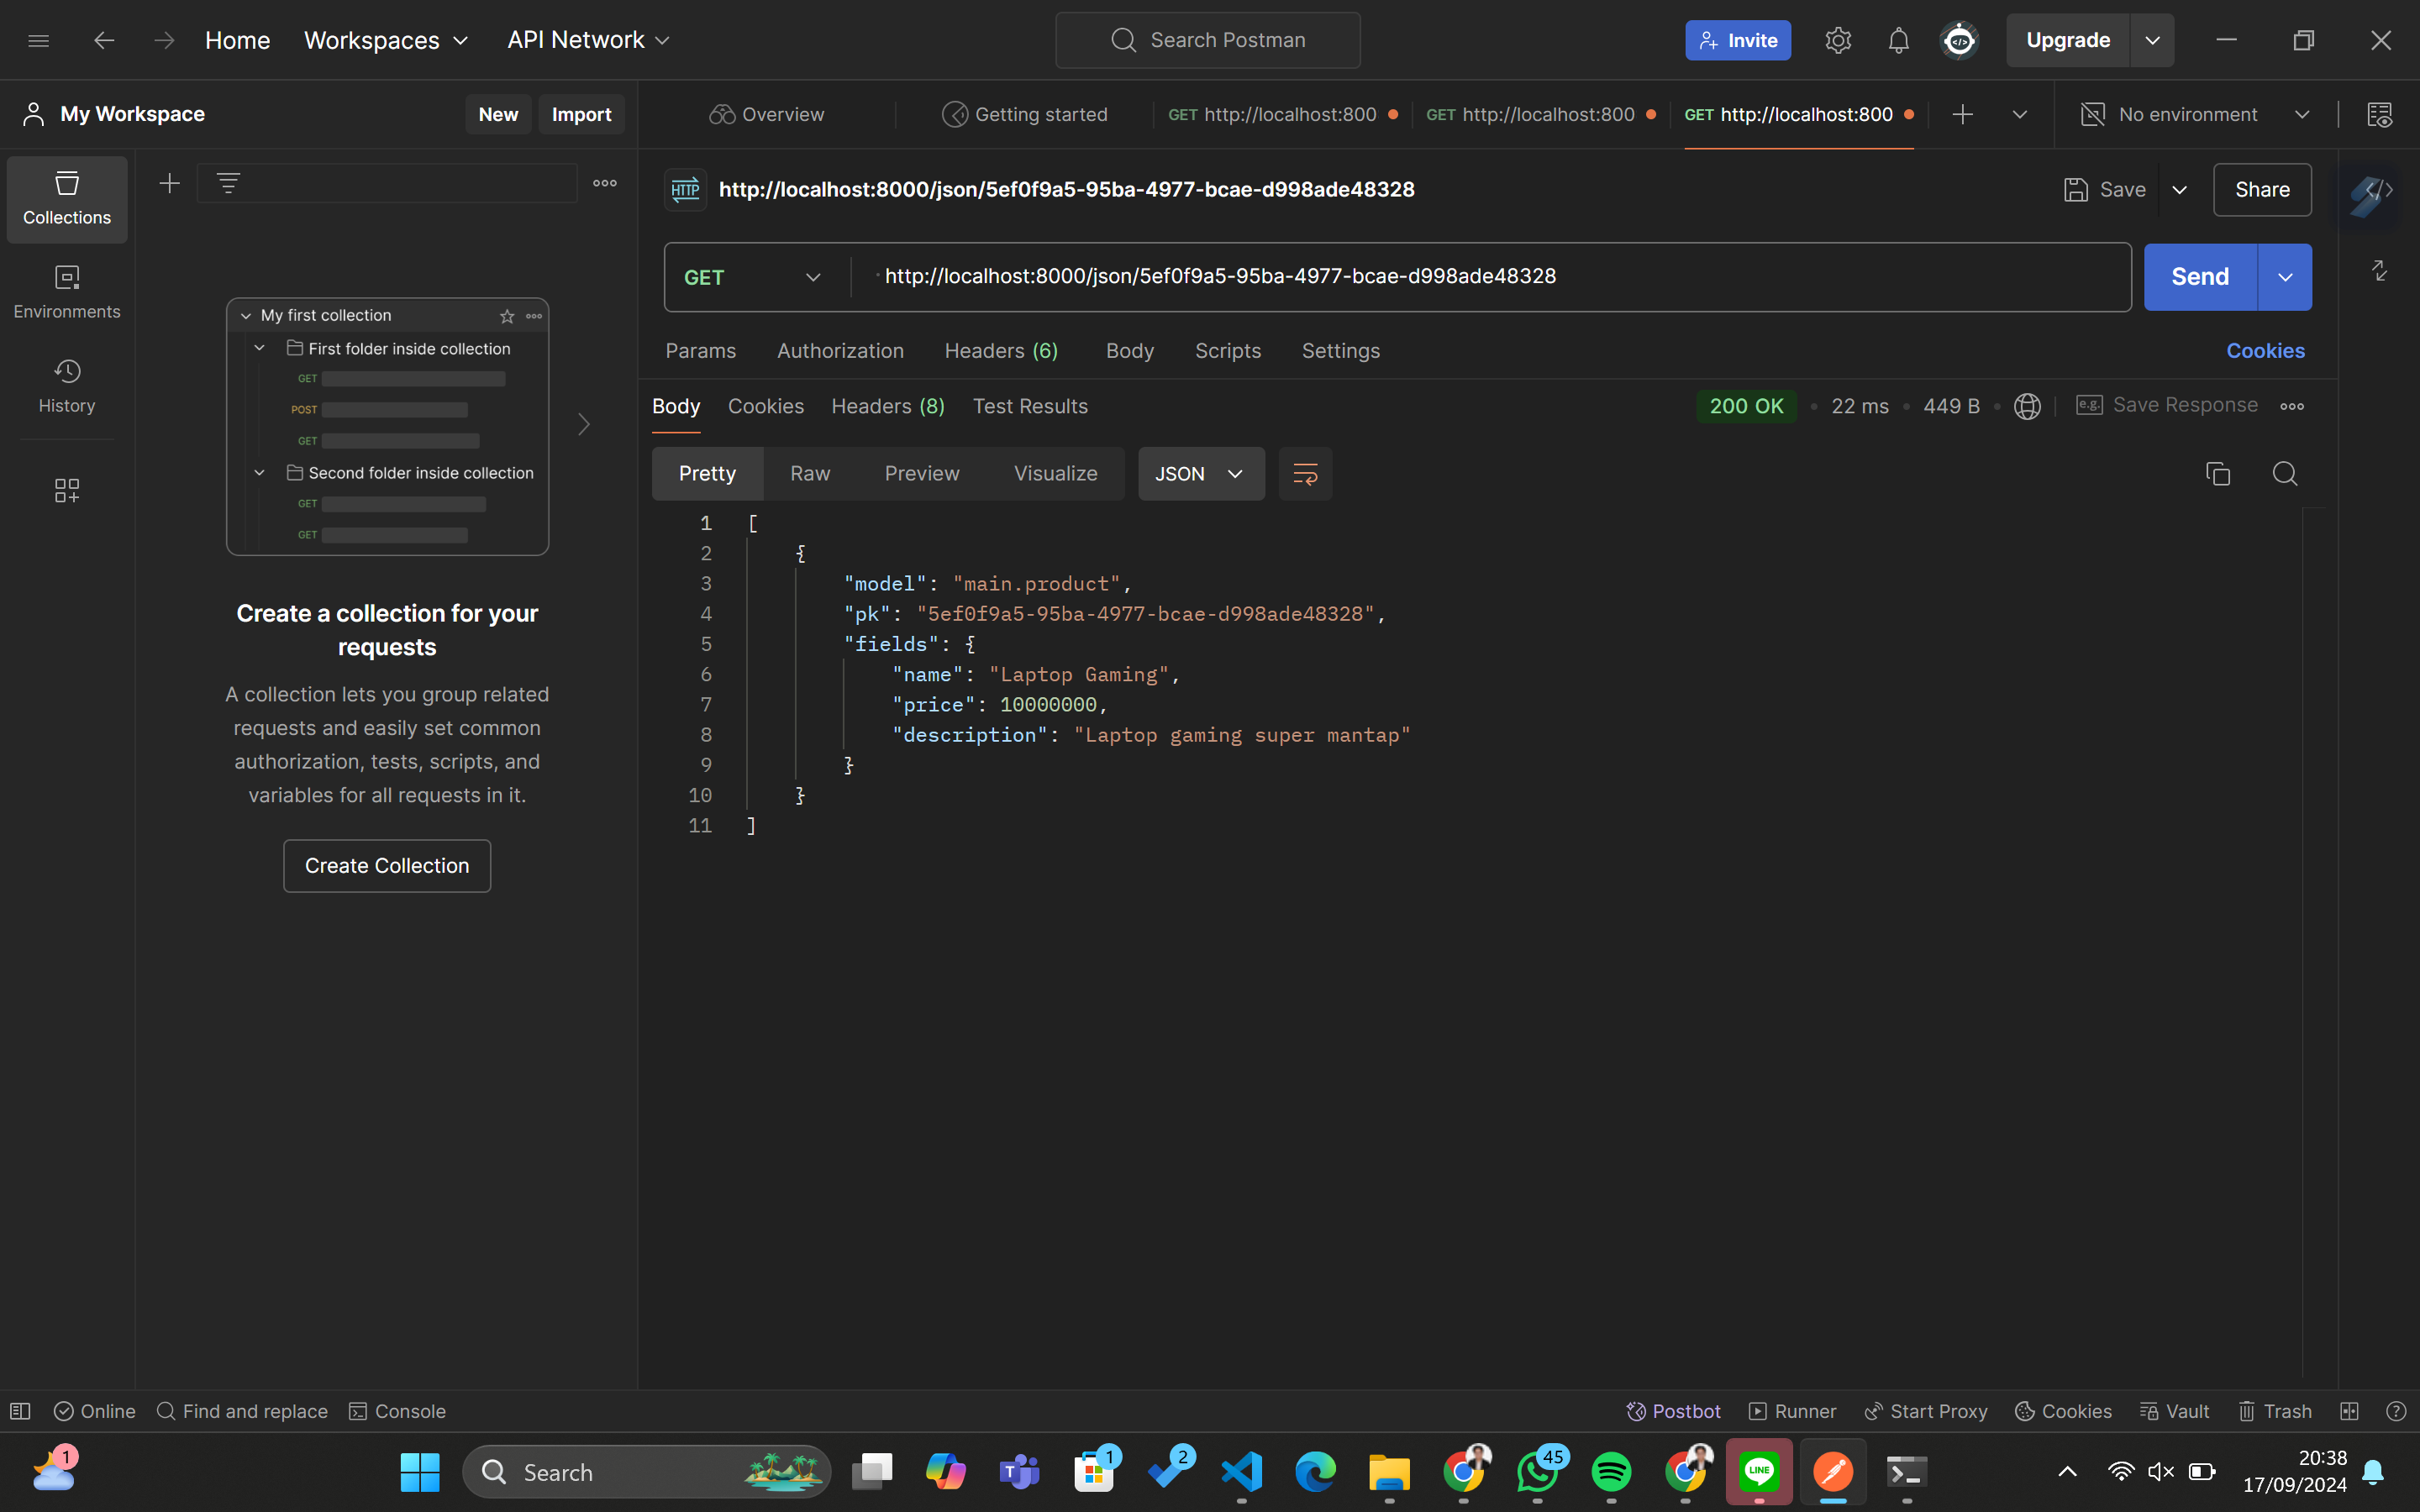 Home Workspaces API Network Search Postman Invite Upgrade
My Workspace New Import Overview Getting started GET http://localhost:800 GET http://localhost:800 GET http://localhost:800 No environment
Collections
Environments
History
My first collection
First folder inside collection
GET
POST
GET
Second folder inside collection
GET
GET
Create a collection for your
requests
A collection lets you group related
requests and easily set common
authorization, tests, scripts, and
variables for all requests in it.
Create Collection
HTTP http://localhost:8000/json/5ef0f9a5-95ba-4977-bcae-d998ade48328 Save Share
GET http://localhost:8000/json/5ef0f9a5-95ba-4977-bcae-d998ade48328 Send
Params Authorization Headers (6) Body Scripts Settings Cookies
Body Cookies Headers (8) Test Results 200 OK 22 ms 449 B e.g. Save Response
Pretty Raw Preview Visualize JSON
1 [
2 {
3 "model": "main.product",
4 "pk": "5ef0f9a5-95ba-4977-bcae-d998ade48328",
5 "fields": {
6 "name": "Laptop Gaming",
7 "price": 10000000,
8 "description": "Laptop gaming super mantap"
9 }
10 }
11 ]
Online Find and replace Console Postbot Runner Start Proxy Cookies Vault Trash
1 Search 1 2 45 LINE 20:38
17/09/2024